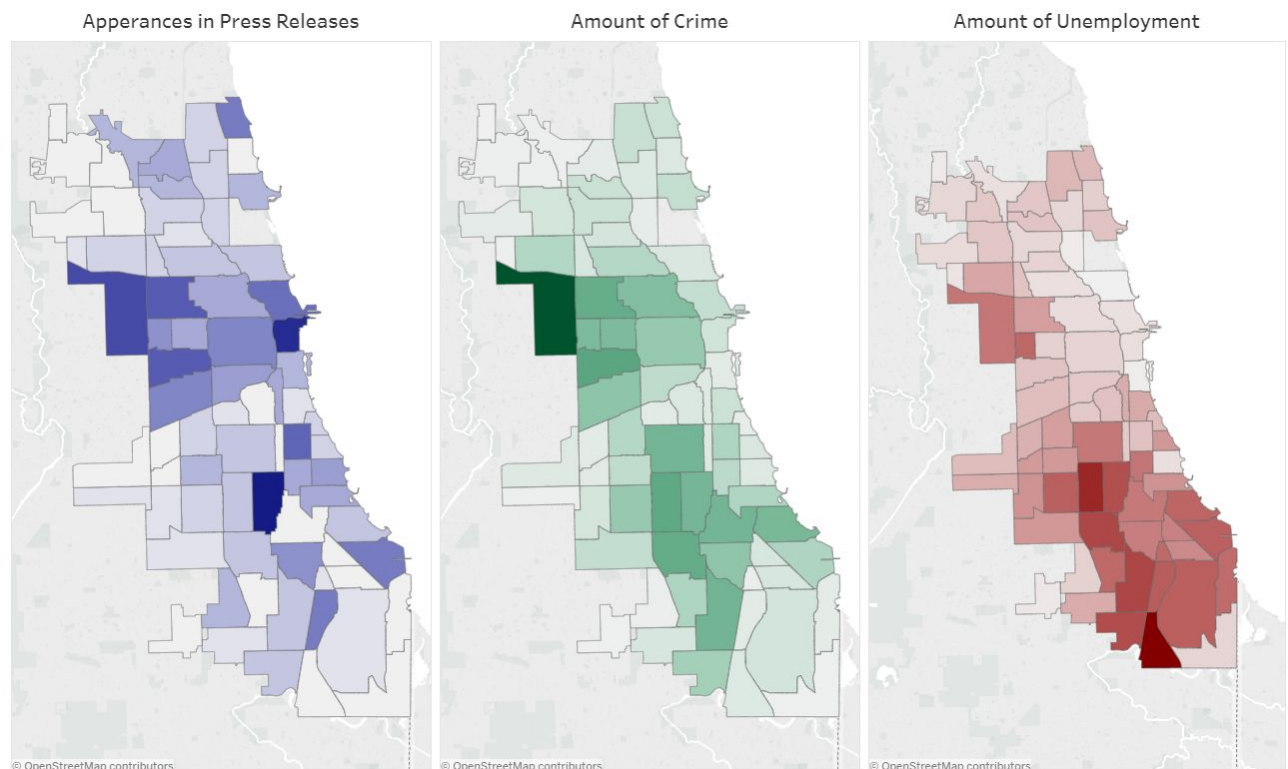 Apperances in Press Releases
Amount of Crime
Amount of Unemployment
© OpenStreetMap contributors
© OpenStreetMap contributors
© OpenStreetMap contributors